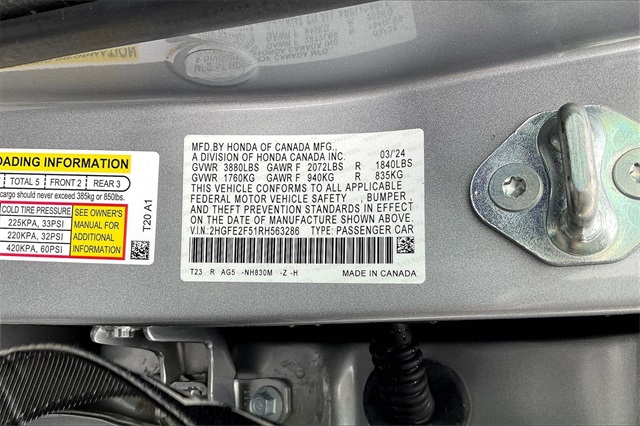 OADING INFORMATION
TOTAL 5 FRONT 2 REAR 3
cargo should never exceed 385kg or 850lbs.
COLD TIRE PRESSURE
225KPA, 33PSI
220KPA, 32PSI
420KPA, 60PSI
SEE OWNER'S
MANUAL FOR
ADDITIONAL
INFORMATION
T20 A1
MFD.BY HONDA OF CANADA MFG.
A DIVISION OF HONDA CANADA INC. 03/'24
GVWR 3880LBS GAWR F 2072LBS R 1840LBS
GVWR 1760KG GAWR F 940KG R 835KG
THIS VEHICLE CONFORMS TO ALL APPLICABLE
FEDERAL MOTOR VEHICLE SAFETY , BUMPER ,
AND THEFT PREVENTION STANDARDS IN EFFECT
ON THE DATE OF MANUFACTURE SHOWN ABOVE.
V.I.N: 2HGFE2F51RH563286 TYPE: PASSENGER CAR
T23 R AG5 -NH830M -Z -H MADE IN CANADA